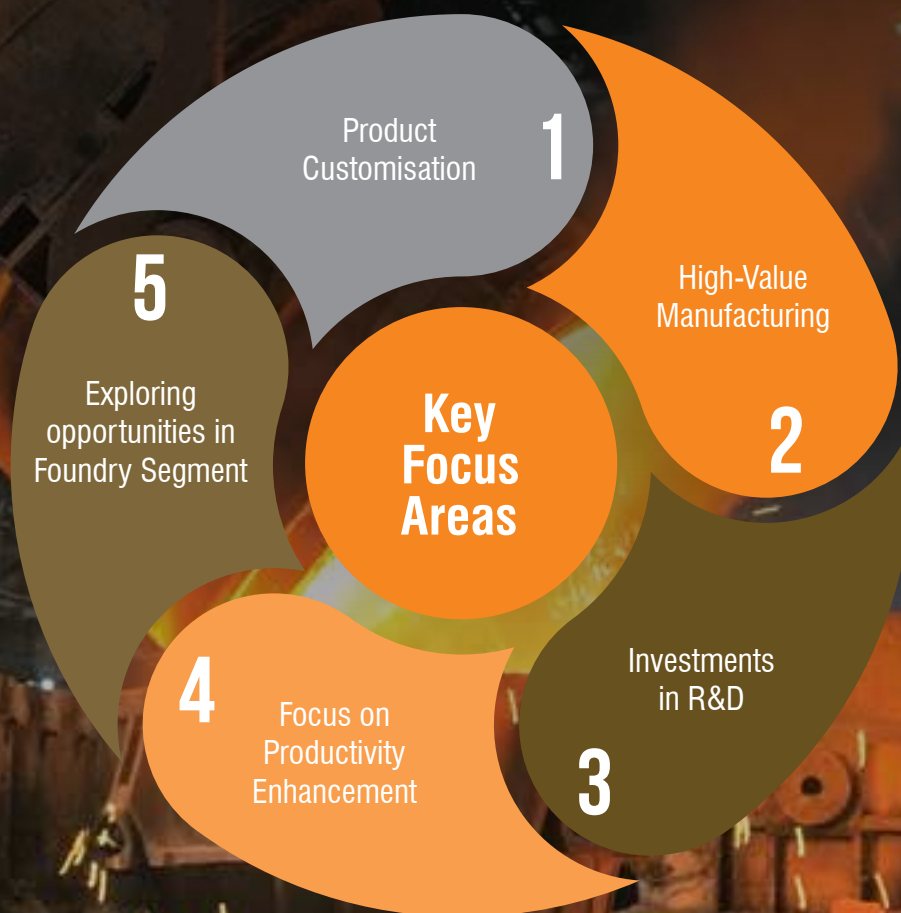 Key
Focus
Areas
1
Product
Customisation
2
High-Value
Manufacturing
3
Investments
in R&D
4
Focus on
Productivity
Enhancement
5
Exploring
opportunities in
Foundry Segment